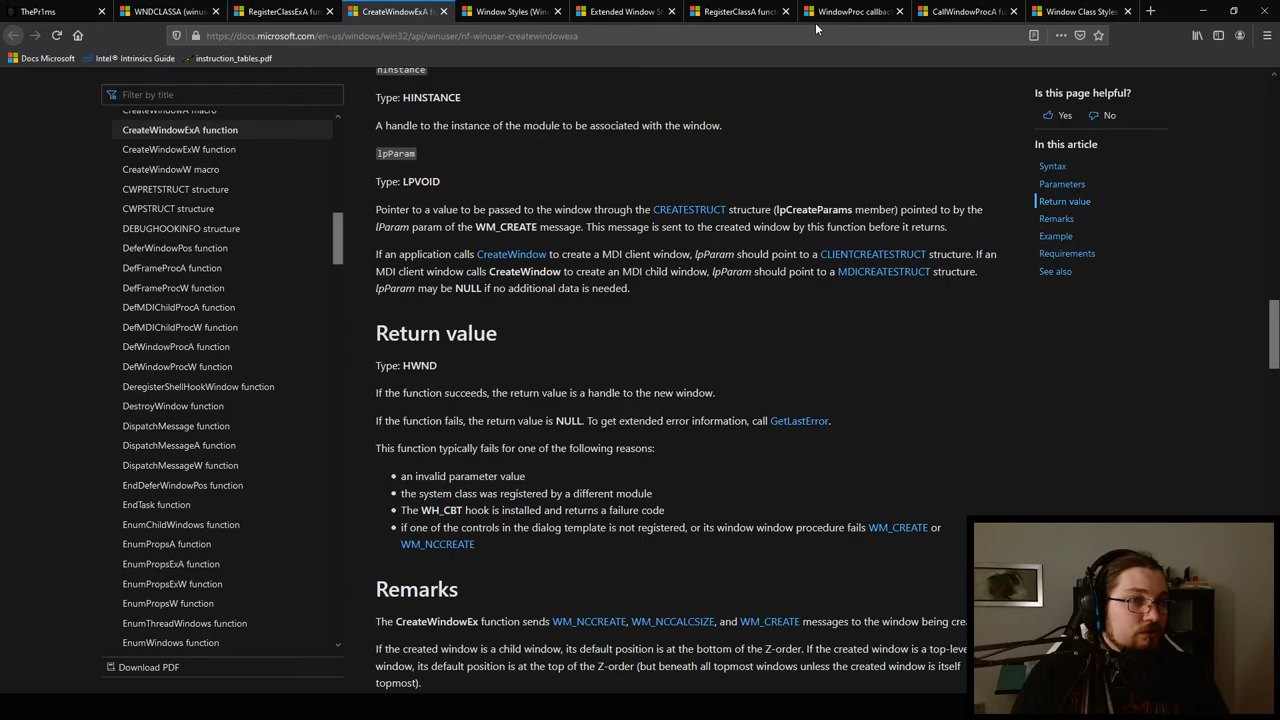 ThePr1ms
WNDCLASSA (winus
RegisterClassExA fun
CreateWindowExA f
Window Styles (Winu
Extended Window St
RegisterClassA funct
WindowProc callbac
CallWindowProcA f
Window Class Styles
https://docs.microsoft.com/en-us/windows/win32/api/winuser/nf-winuser-createwindowexa
Docs Microsoft
Intel® Intrinsics Guide
instruction_tables.pdf
Filter by title
CreateWindowA macro
CreateWindowExA function
CreateWindowExW function
CreateWindowW macro
CWPRETSTRUCT structure
CWPSTRUCT structure
DEBUGHOOKINFO structure
DeferWindowPos function
DefFrameProcA function
DefFrameProcW function
DefMDIChildProcA function
DefMDIChildProcW function
DefWindowProcA function
DefWindowProcW function
DeregisterShellHookWindow function
DestroyWindow function
DispatchMessage function
DispatchMessageA function
DispatchMessageW function
EndDeferWindowPos function
EndTask function
EnumChildWindows function
EnumPropsA function
EnumPropsExA function
EnumPropsExW function
EnumPropsW function
EnumThreadWindows function
EnumWindows function
Download PDF
hInstance
Type: HINSTANCE
A handle to the instance of the module to be associated with the window.
lpParam
Type: LPVOID
Pointer to a value to be passed to the window through the CREATESTRUCT structure (lpCreateParams member) pointed to by the
lParam param of the WM_CREATE message. This message is sent to the created window by this function before it returns.
If an application calls CreateWindow to create a MDI client window, lpParam should point to a CLIENTCREATESTRUCT structure. If an
MDI client window calls CreateWindow to create an MDI child window, lpParam should point to a MDICREATESTRUCT structure.
lpParam may be NULL if no additional data is needed.
Return value
Type: HWND
If the function succeeds, the return value is a handle to the new window.
If the function fails, the return value is NULL. To get extended error information, call GetLastError.
This function typically fails for one of the following reasons:
an invalid parameter value
the system class was registered by a different module
The WH_CBT hook is installed and returns a failure code
if one of the controls in the dialog template is not registered, or its window window procedure fails WM_CREATE or
WM_NCCREATE
Remarks
The CreateWindowEx function sends WM_NCCREATE, WM_NCCALCSIZE, and WM_CREATE messages to the window being cre
If the created window is a child window, its default position is at the bottom of the Z-order. If the created window is a top-leve
window, its default position is at the top of the Z-order (but beneath all topmost windows unless the created window is itself
topmost).
Is this page helpful?
Yes
No
In this article
Syntax
Parameters
Return value
Remarks
Example
Requirements
See also